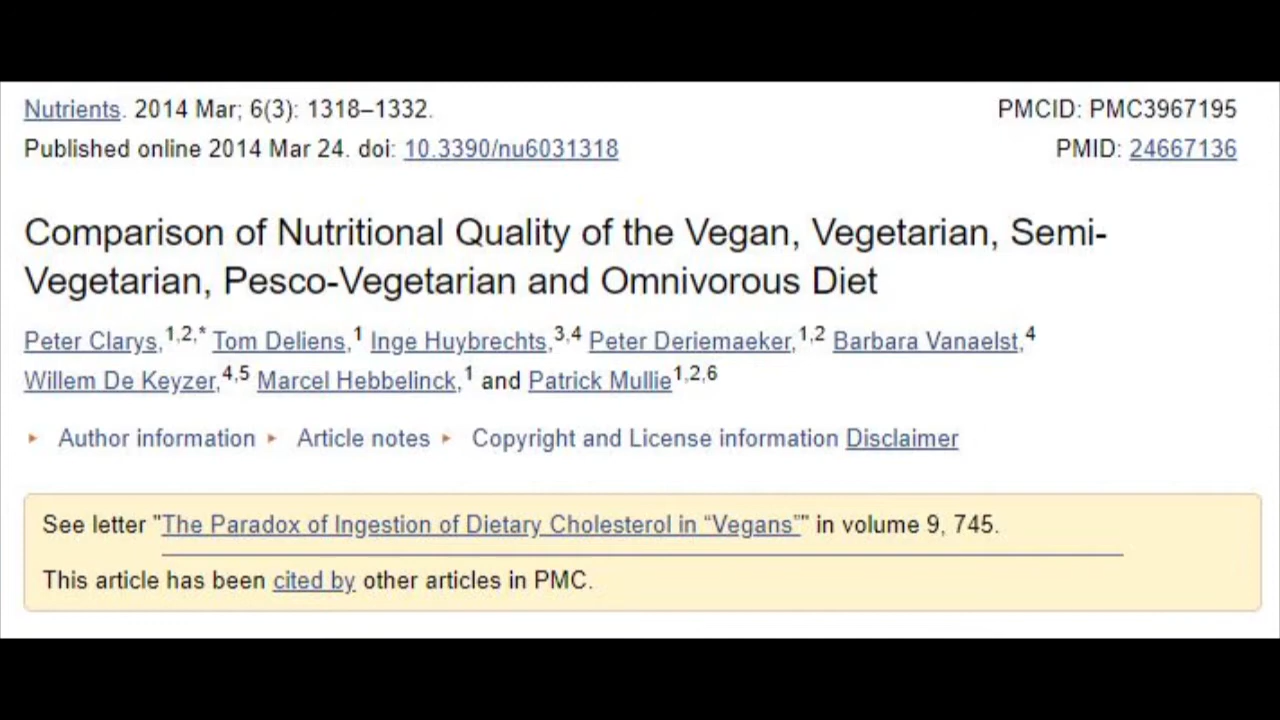 Nutrients. 2014 Mar; 6(3): 1318–1332.
PMCID: PMC3967195
Published online 2014 Mar 24. doi: 10.3390/nu6031318
PMID: 24667136
Comparison of Nutritional Quality of the Vegan, Vegetarian, Semi-
Vegetarian, Pesco-Vegetarian and Omnivorous Diet
Peter Clarys,1,2,* Tom Deliens,1 Inge Huybrechts,3,4 Peter Deriemaeker,1,2 Barbara Vanaelst,4
Willem De Keyzer,4,5 Marcel Hebbelinck,1 and Patrick Mullie1,2,6
▸ Author information ▸ Article notes ▸ Copyright and License information Disclaimer
See letter "The Paradox of Ingestion of Dietary Cholesterol in “Vegans”" in volume 9, 745.
This article has been cited by other articles in PMC.